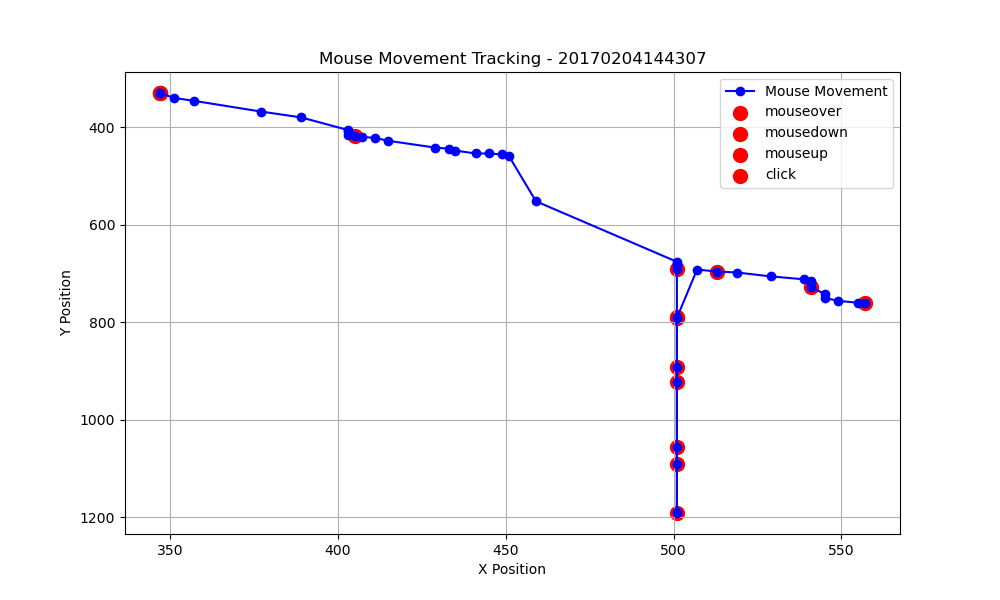 Mouse Movement Tracking - 20170204144307
Mouse Movement
mouseover
mousedown
mouseup
click
Y Position
400
600
800
1000
1200
350
400
450
500
550
X Position